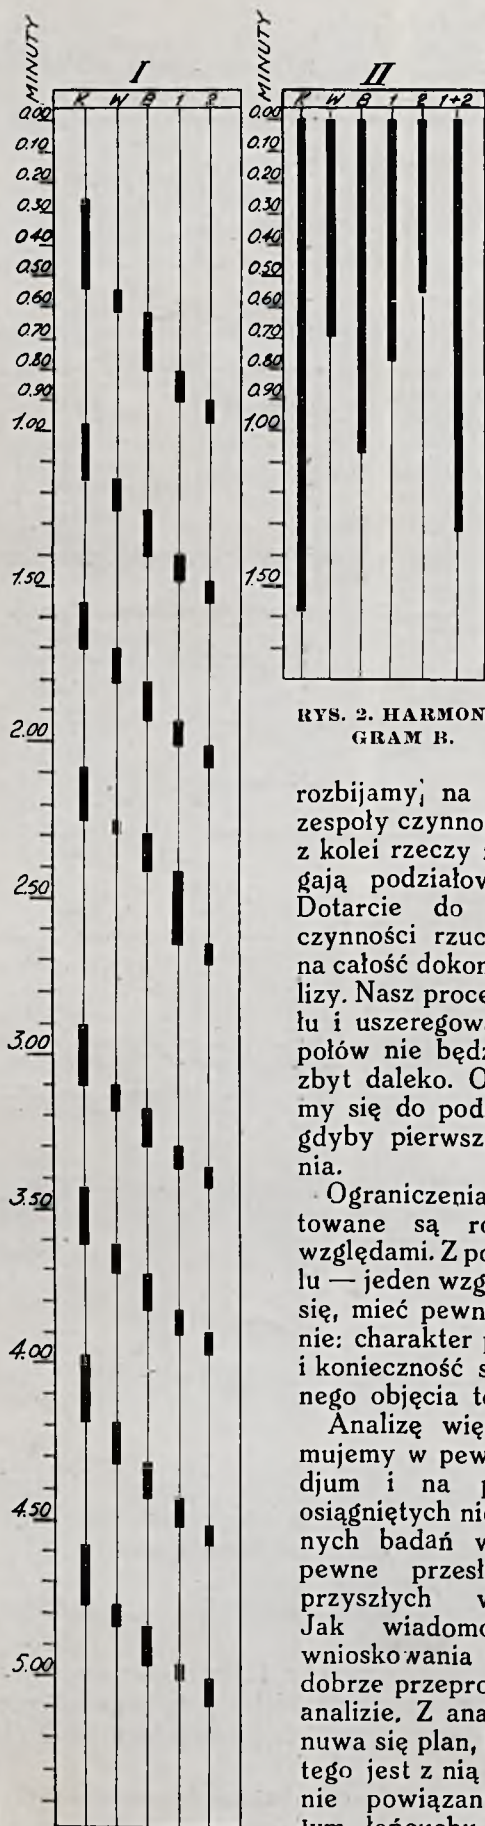 MINUTY
I
K W B 1 2
0.00
0.10
0.20
0.30
0.40
0.50
0.60
0.70
0.80
0.90
1.00
1.50
2.00
2.50
3.00
3.50
4.00
4.50
5.00
MINUTY
II
K W B 1 2 1+2
0.00
0.10
0.20
0.30
0.40
0.50
0.60
0.70
0.80
0.90
1.00
1.50
RYS. 2. HARMON
GRAM B.
rozbijamy, na
zespoły czynno
z kolei rzeczy
gają podziałow
Dotarcie do
czynności rzuc
na całość dokon
lizy. Nasz proce
łu i uszeregowa
połów nie będz
zbyt daleko. O
my się do pod
gdyby pierwsz
nia.
Ograniczenia
towane są ro
względami. Z po
lu — jeden wzg
się, mieć pewn
nie: charakter
i konieczność s
nego objęcia te
Analizę wię
mujemy w pew
djum i na p
osiągniętych nie
nych badań w
pewne przesł
przyszłych w
Jak wiadomo
wnioskowania
dobrze przepro
analizie. Z ana
nuwa się plan,
tego jest z nią
nie powiązan